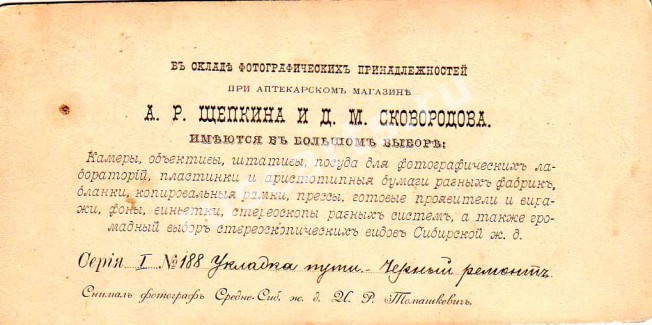 ВЪ СКЛАДѢ ФОТОГРАФИЧЕСКИХЪ ПРИНАДЛЕЖНОСТЕЙ
ПРИ АПТЕКАРСКОМЪ МАГАЗИНѢ
А. Р. ЩЕПКИНА И Д. М. СКОВОРОДОВА.
ИМѢЮТСЯ ВЪ БОЛЬШОМЪ ВЫБОРѢ:
Камеры, объективы, штативы, посуда для фотографическихъ ла-
бораторій, пластинки и аристотипныя бумаги разныхъ фабрикъ,
бланки, копировальныя рамки, прессы, готовые проявители и вира-
жи, фоны, виньетки, стереоскопы разныхъ системъ, а также гро-
мадный выборъ стереоскопическихъ видовъ Сибирской ж. д.
Серія I № 188 Укладка пути. – Черный ремонтъ
Снималъ фотографъ Средне-Сиб. ж. д. И. Р. Томашкевичъ.